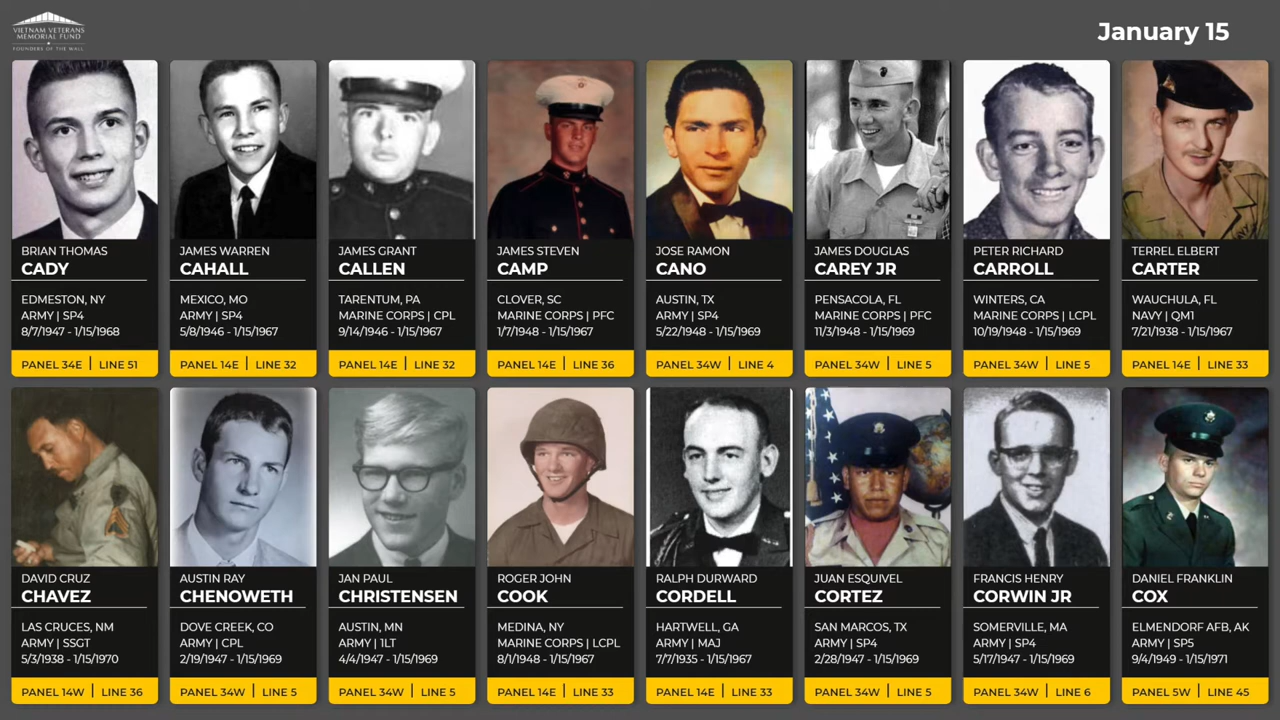 VIETNAM VETERANS
MEMORIAL FUND
FOUNDERS OF THE WALL
January 15
BRIAN THOMAS
CADY
EDMESTON, NY
ARMY | SP4
8/7/1947 - 1/15/1968
PANEL 34E | LINE 51
JAMES WARREN
CAHALL
MEXICO, MO
ARMY | SP4
5/8/1946 - 1/15/1967
PANEL 14E | LINE 32
JAMES GRANT
CALLEN
TARENTUM, PA
MARINE CORPS | CPL
9/14/1946 - 1/15/1967
PANEL 14E | LINE 32
JAMES STEVEN
CAMP
CLOVER, SC
MARINE CORPS | PFC
1/7/1948 - 1/15/1967
PANEL 14E | LINE 36
JOSE RAMON
CANO
AUSTIN, TX
ARMY | SP4
5/22/1948 - 1/15/1969
PANEL 34W | LINE 4
JAMES DOUGLAS
CAREY JR
PENSACOLA, FL
MARINE CORPS | PFC
11/3/1948 - 1/15/1969
PANEL 34W | LINE 5
PETER RICHARD
CARROLL
WINTERS, CA
MARINE CORPS | LCPL
10/19/1948 - 1/15/1969
PANEL 34W | LINE 5
TERREL ELBERT
CARTER
WAUCHULA, FL
NAVY | QM1
7/21/1938 - 1/15/1967
PANEL 14E | LINE 33
DAVID CRUZ
CHAVEZ
LAS CRUCES, NM
ARMY | SSGT
5/3/1938 - 1/15/1970
PANEL 14W | LINE 36
AUSTIN RAY
CHENOWETH
DOVE CREEK, CO
ARMY | CPL
2/19/1947 - 1/15/1969
PANEL 34W | LINE 5
JAN PAUL
CHRISTENSEN
AUSTIN, MN
ARMY | 1LT
4/4/1947 - 1/15/1969
PANEL 34W | LINE 5
ROGER JOHN
COOK
MEDINA, NY
MARINE CORPS | LCPL
8/1/1948 - 1/15/1967
PANEL 14E | LINE 33
RALPH DURWARD
CORDELL
HARTWELL, GA
ARMY | MAJ
7/7/1935 - 1/15/1967
PANEL 14E | LINE 33
JUAN ESQUIVEL
CORTEZ
SAN MARCOS, TX
ARMY | SP4
2/28/1947 - 1/15/1969
PANEL 34W | LINE 5
FRANCIS HENRY
CORWIN JR
SOMERVILLE, MA
ARMY | SP4
5/17/1947 - 1/15/1969
PANEL 34W | LINE 6
DANIEL FRANKLIN
COX
ELMENDORF AFB, AK
ARMY | SP5
9/4/1949 - 1/15/1971
PANEL 5W | LINE 45